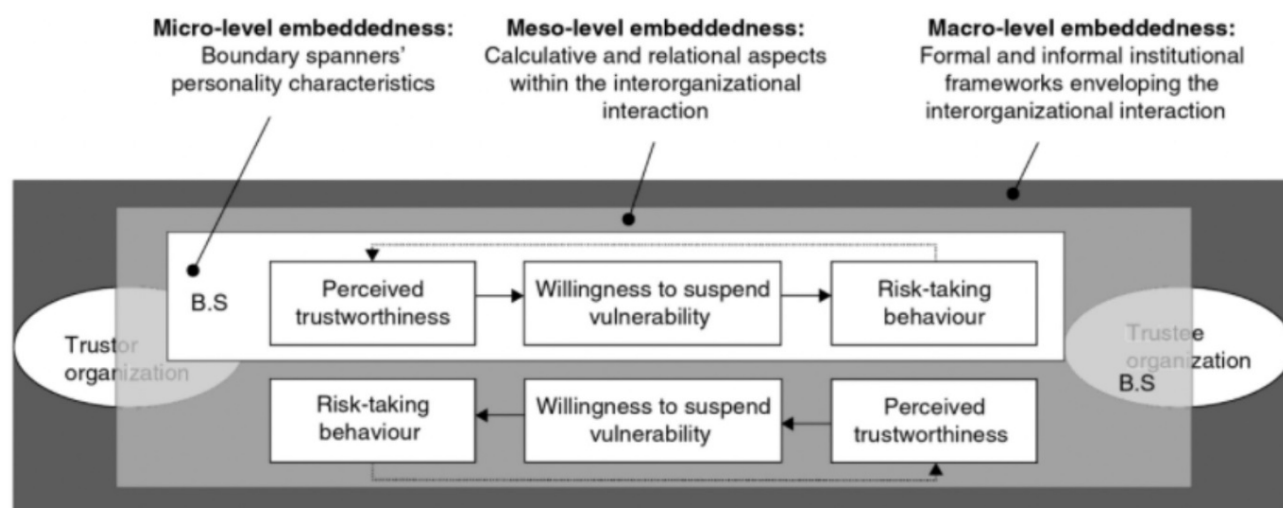 Micro-level embeddedness:
Boundary spanners'
personality characteristics
Meso-level embeddedness:
Calculative and relational aspects
within the interorganizational
interaction
Macro-level embeddedness:
Formal and informal institutional
frameworks enveloping the
interorganizational interaction
B.S
Perceived
trustworthiness
Willingness to suspend
vulnerability
Risk-taking
behaviour
Trustor
organization
Trustee
organization
B.S
Risk-taking
behaviour
Willingness to suspend
vulnerability
Perceived
trustworthiness